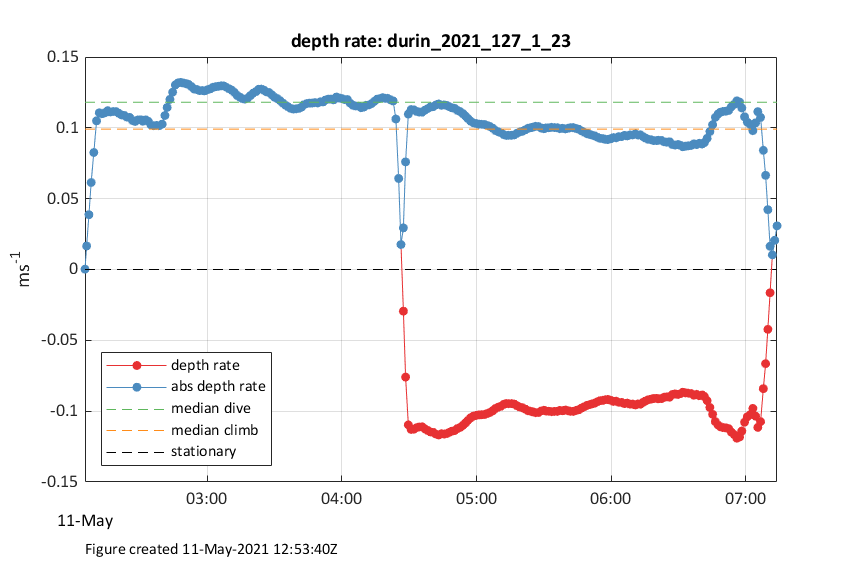 depth rate: durin_2021_127_1_23
0.15
0.1
0.05
0
-0.05
-0.1
-0.15
ms-1
depth rate
abs depth rate
median dive
median climb
stationary
03:00 04:00 05:00 06:00 07:00
11-May
Figure created 11-May-2021 12:53:40Z